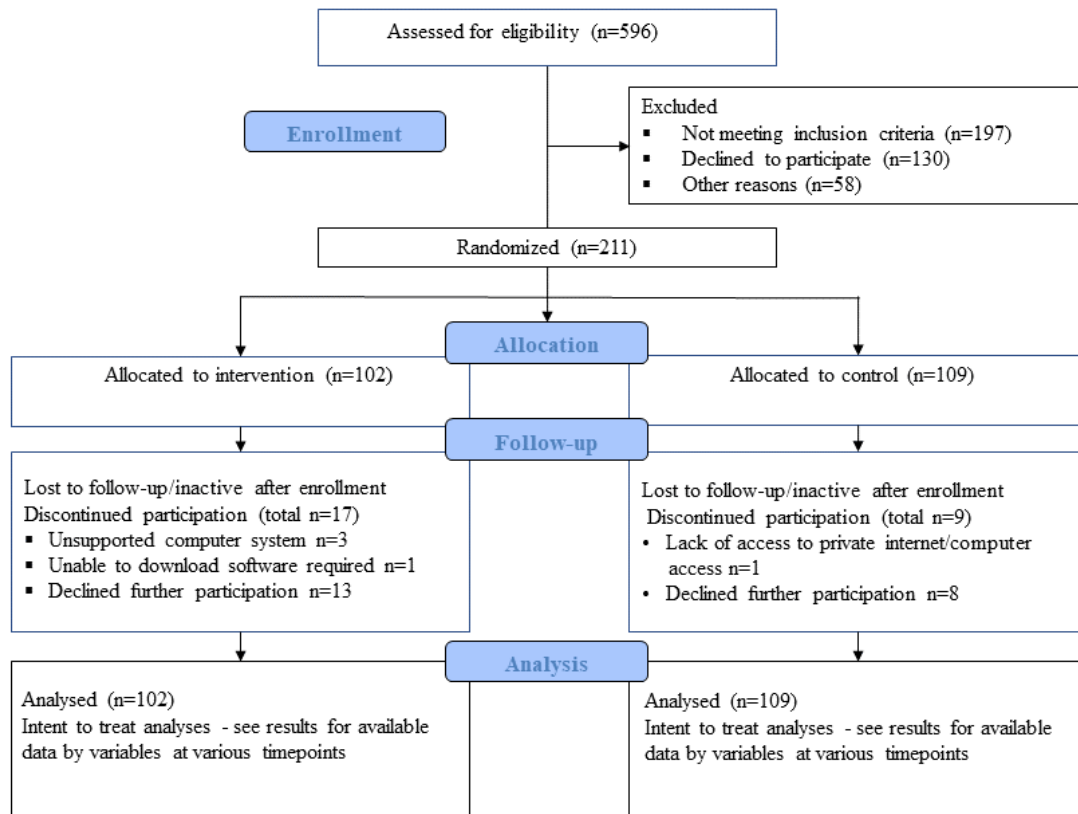 Assessed for eligibility (n=596)
Enrollment
Excluded
▪ Not meeting inclusion criteria (n=197)
▪ Declined to participate (n=130)
▪ Other reasons (n=58)
Randomized (n=211)
Allocation
Allocated to intervention (n=102)
Allocated to control (n=109)
Follow-up
Lost to follow-up/inactive after enrollment
Discontinued participation (total n=17)
▪ Unsupported computer system n=3
▪ Unable to download software required n=1
▪ Declined further participation n=13
Lost to follow-up/inactive after enrollment
Discontinued participation (total n=9)
• Lack of access to private internet/computer
access n=1
• Declined further participation n=8
Analysis
Analysed (n=102)
Intent to treat analyses - see results for available
data by variables at various timepoints
Analysed (n=109)
Intent to treat analyses - see results for available
data by variables at various timepoints